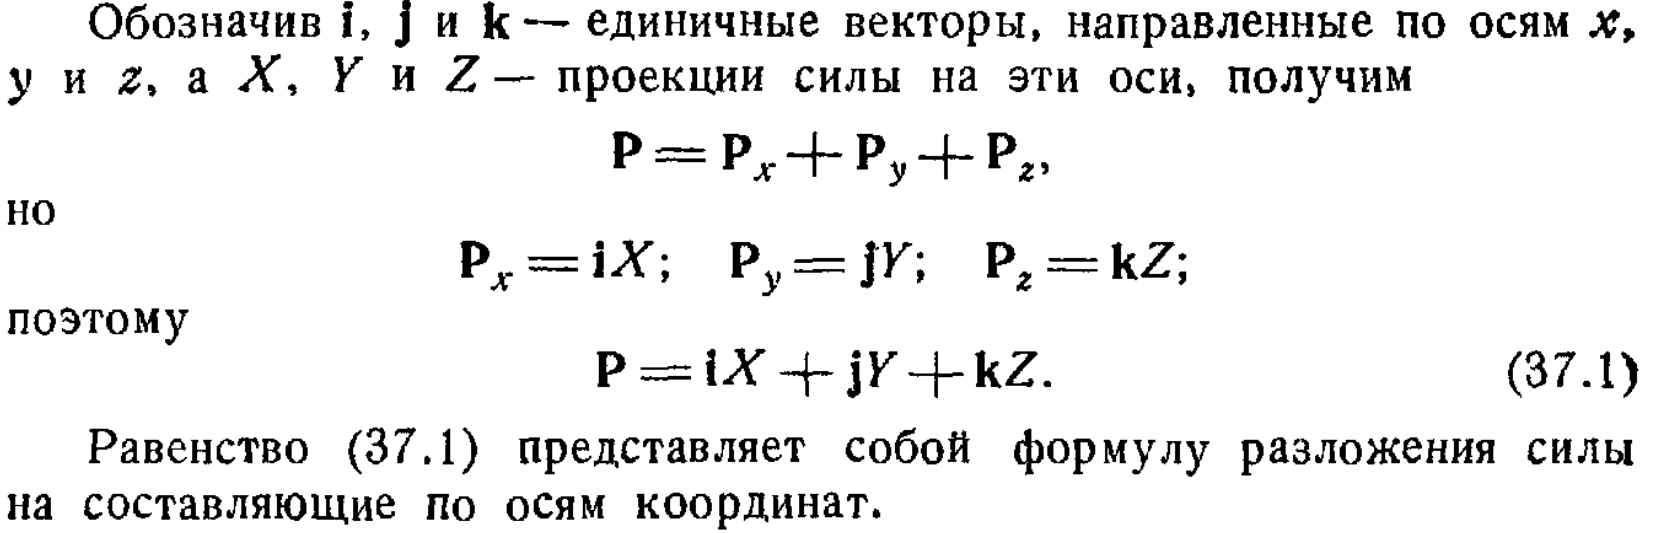 Обозначив i, j и k — единичные векторы, направленные по осям x,
y и z, а X, Y и Z — проекции силы на эти оси, получим
P = Pₓ + P_y + P_z,
но
Pₓ = iX; P_y = jY; P_z = kZ;
поэтому
P = iX + jY + kZ. (37.1)
Равенство (37.1) представляет собой формулу разложения силы
на составляющие по осям координат.